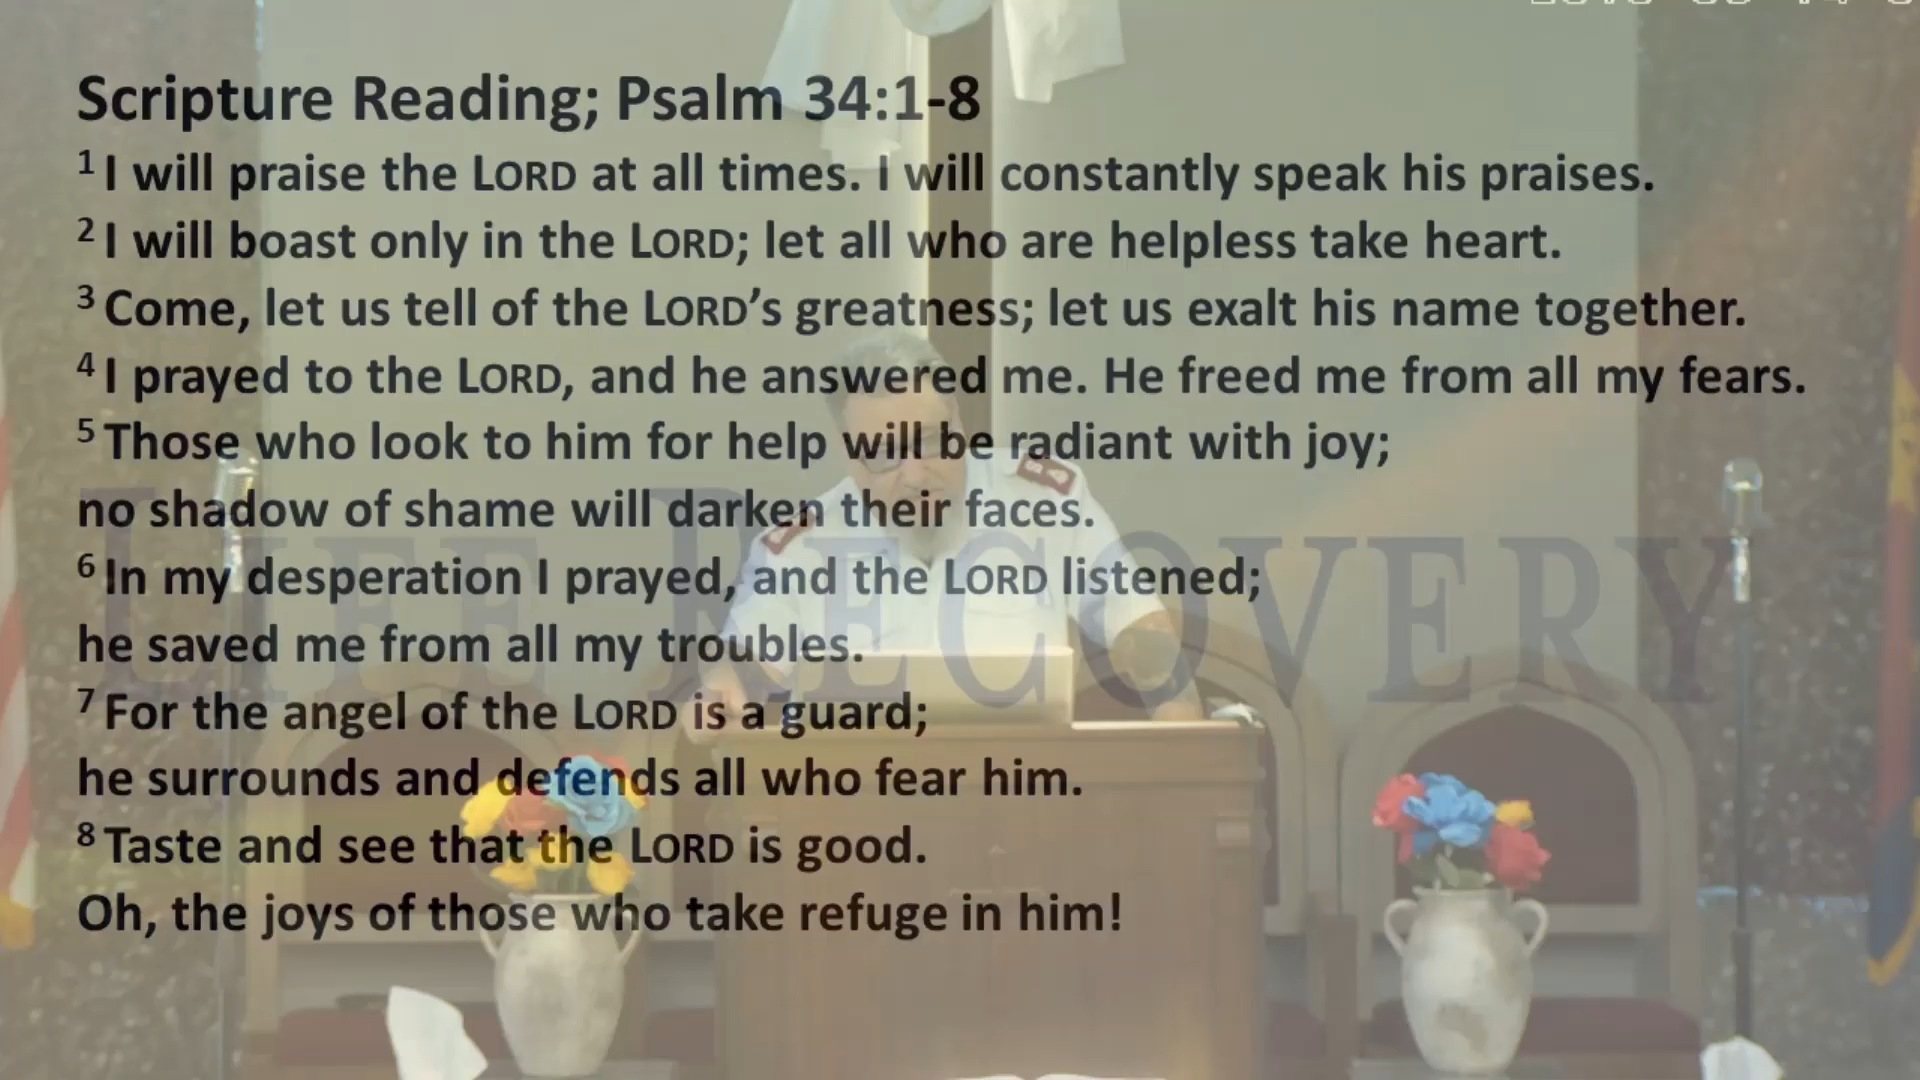 Scripture Reading; Psalm 34:1-8
1 I will praise the LORD at all times. I will constantly speak his praises.
2 I will boast only in the LORD; let all who are helpless take heart.
3 Come, let us tell of the LORD’s greatness; let us exalt his name together.
4 I prayed to the LORD, and he answered me. He freed me from all my fears.
5 Those who look to him for help will be radiant with joy;
no shadow of shame will darken their faces.
6 In my desperation I prayed, and the LORD listened;
he saved me from all my troubles.
7 For the angel of the LORD is a guard;
he surrounds and defends all who fear him.
8 Taste and see that the LORD is good.
Oh, the joys of those who take refuge in him!
LIFE RECOVERY